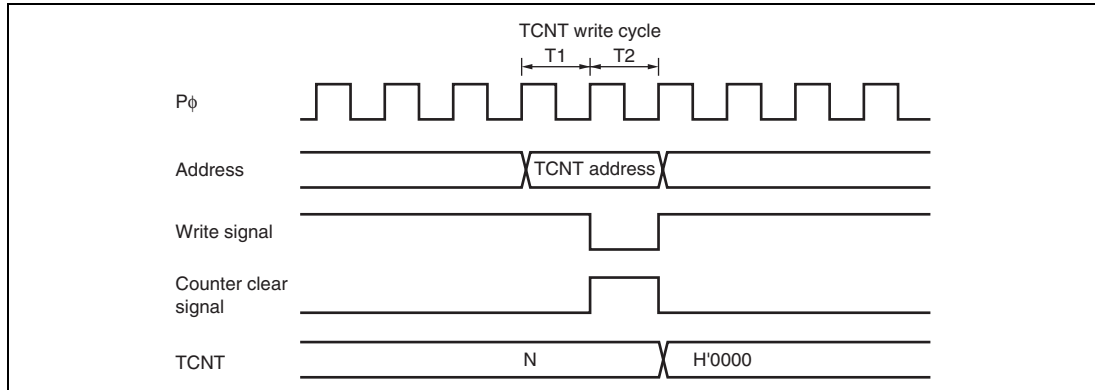 TCNT write cycle
T1 T2
Pϕ
Address
TCNT address
Write signal
Counter clear
signal
TCNT
N
H'0000